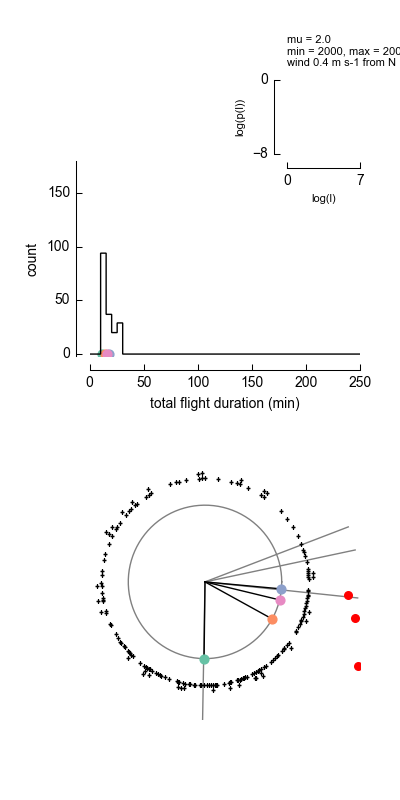 mu = 2.0
min = 2000, max = 200
wind 0.4 m s-1 from N
0
log(p(l))
−8
0 7
log(l)
150
100
count
50
0
0 50 100 150 200 250
total flight duration (min)